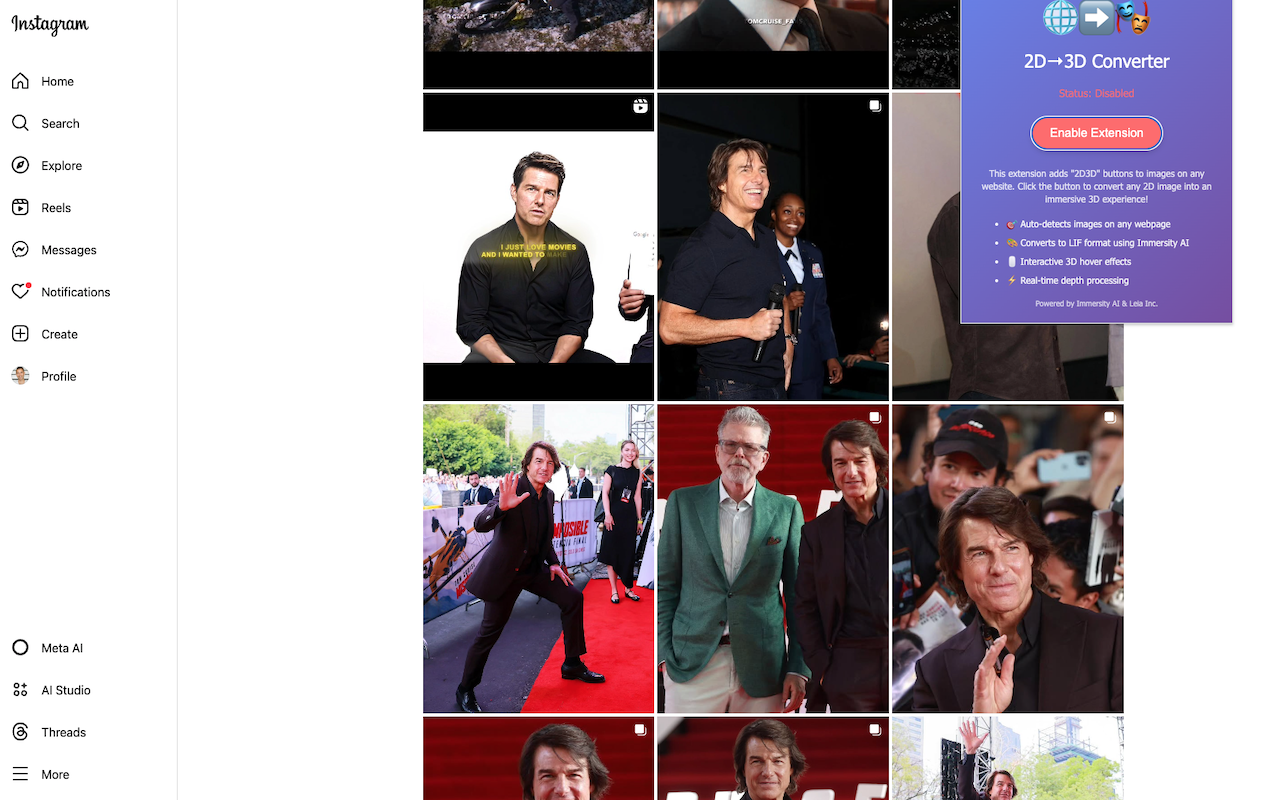 Instagram
Home
Search
Explore
Reels
Messages
Notifications
Create
Profile
Meta AI
AI Studio
Threads
More
OMCRUISE_FA
I JUST LOVE MOVIES
AND I WANTED TO MAKE
Google
2D→3D Converter
Status: Disabled
Enable Extension
This extension adds "2D3D" buttons to images on any
website. Click the button to convert any 2D image into an
immersive 3D experience!
Auto-detects images on any webpage
Converts to LIF format using Immersity AI
Interactive 3D hover effects
Real-time depth processing
Powered by Immersity AI & Leia Inc.